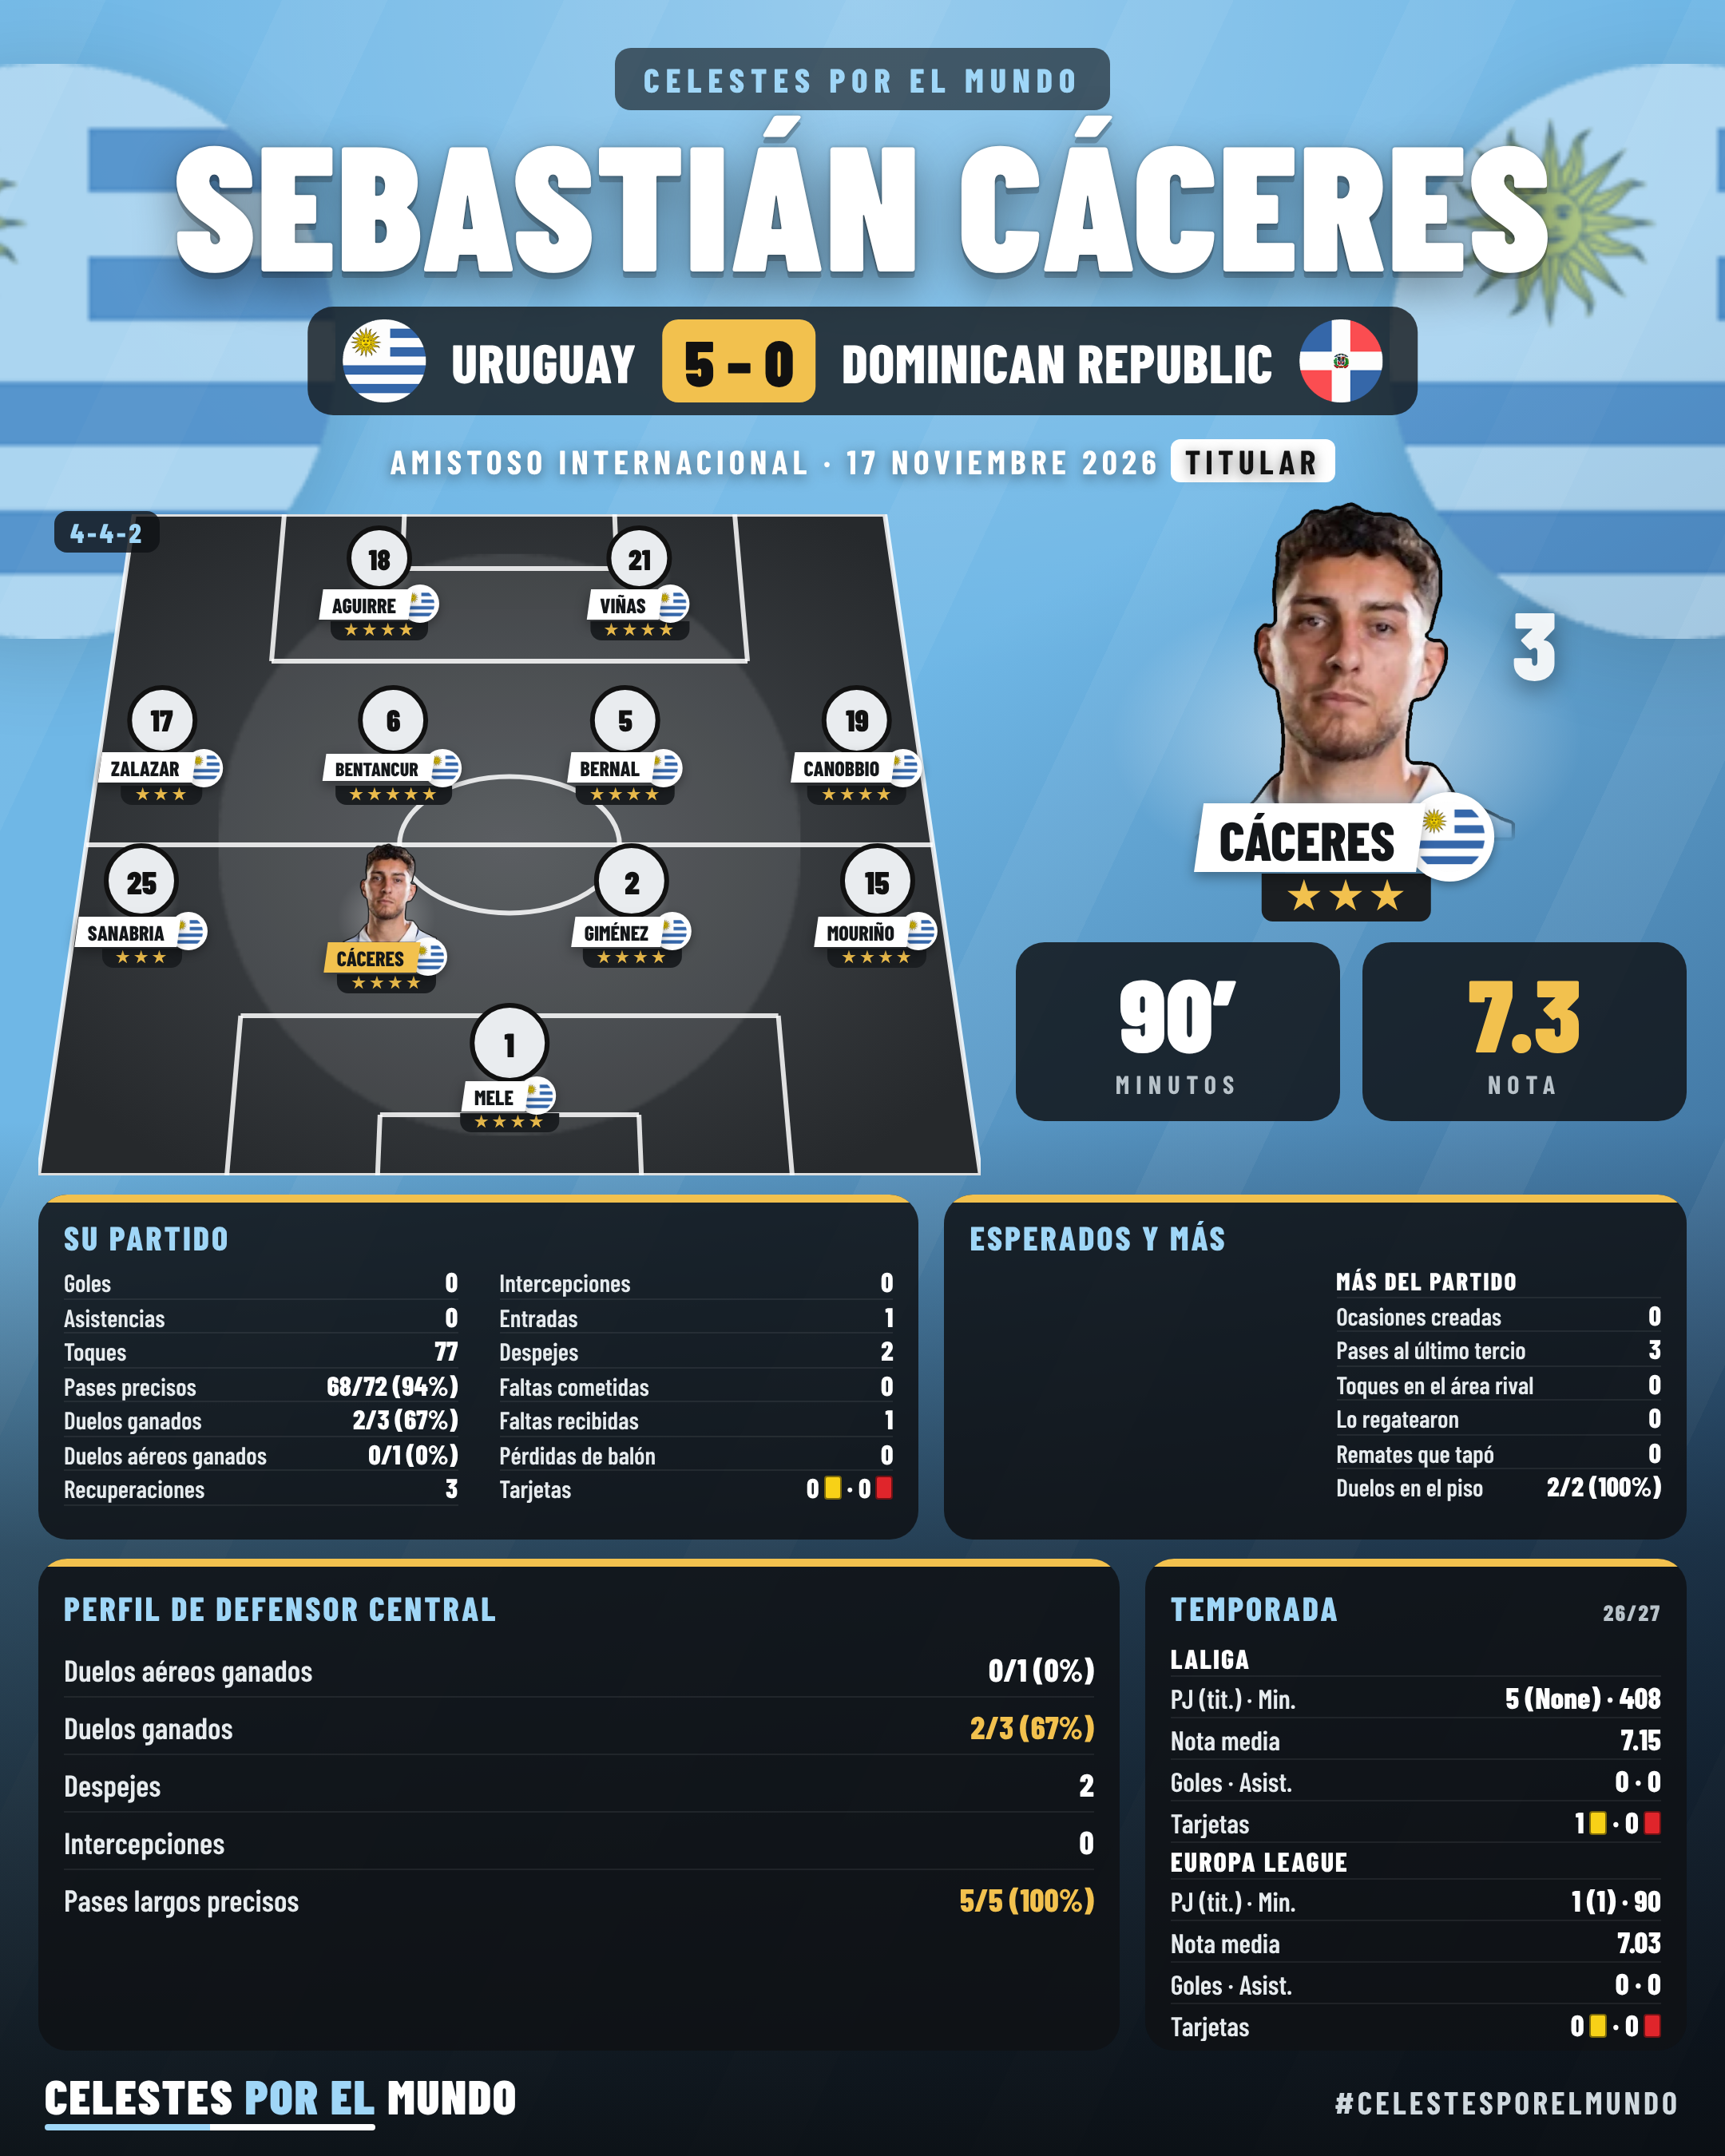 CELESTES POR EL MUNDO
SEBASTIÁN CÁCERES
URUGUAY 5 - 0 DOMINICAN REPUBLIC
AMISTOSO INTERNACIONAL · 17 NOVIEMBRE 2026 TITULAR
4-4-2
18
AGUIRRE
★★★★
21
VIÑAS
★★★★
17
ZALAZAR
★★★
6
BENTANCUR
★★★★★
5
BERNAL
★★★★
19
CANOBBIO
★★★★
25
SANABRIA
★★★
CÁCERES
★★★★
2
GIMÉNEZ
★★★★
15
MOURIÑO
★★★★
1
MELE
★★★★
3
CÁCERES
★★★
90′
MINUTOS
7.3
NOTA
SU PARTIDO
Goles 0
Asistencias 0
Toques 77
Pases precisos 68/72 (94%)
Duelos ganados 2/3 (67%)
Duelos aéreos ganados 0/1 (0%)
Recuperaciones 3
Intercepciones 0
Entradas 1
Despejes 2
Faltas cometidas 0
Faltas recibidas 1
Pérdidas de balón 0
Tarjetas 0 · 0
ESPERADOS Y MÁS
MÁS DEL PARTIDO
Ocasiones creadas 0
Pases al último tercio 3
Toques en el área rival 0
Lo regatearon 0
Remates que tapó 0
Duelos en el piso 2/2 (100%)
PERFIL DE DEFENSOR CENTRAL
Duelos aéreos ganados 0/1 (0%)
Duelos ganados 2/3 (67%)
Despejes 2
Intercepciones 0
Pases largos precisos 5/5 (100%)
TEMPORADA 26/27
LALIGA
PJ (tit.) · Min. 5 (None) · 408
Nota media 7.15
Goles · Asist. 0 · 0
Tarjetas 1 · 0
EUROPA LEAGUE
PJ (tit.) · Min. 1 (1) · 90
Nota media 7.03
Goles · Asist. 0 · 0
Tarjetas 0 · 0
CELESTES POR EL MUNDO
#CELESTESPORELMUNDO